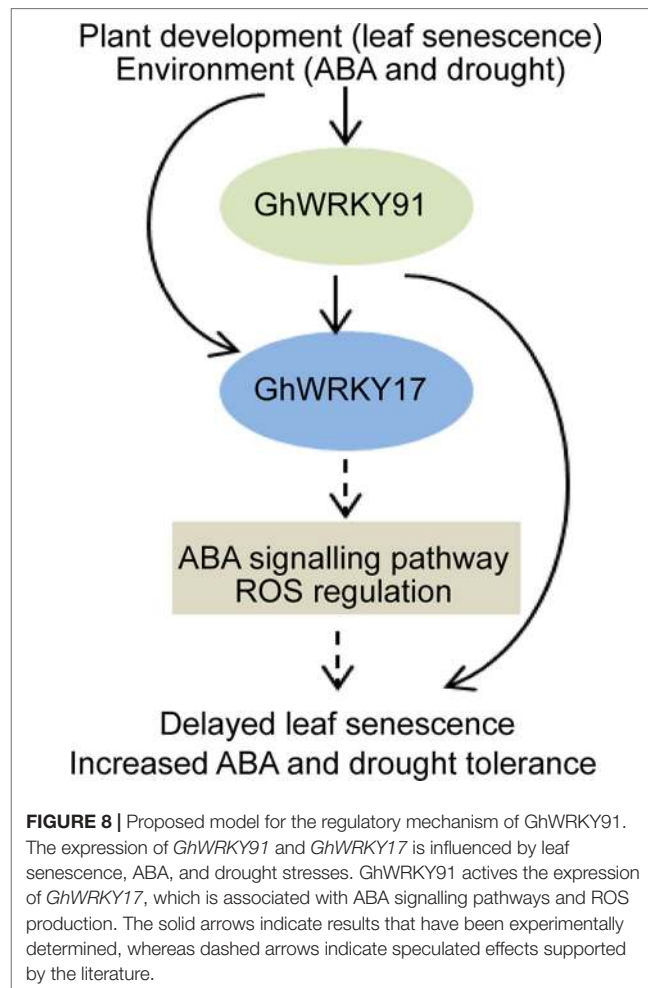 Plant development (leaf senescence)
Environment (ABA and drought)
GhWRKY91
GhWRKY17
ABA signalling pathway
ROS regulation
Delayed leaf senescence
Increased ABA and drought tolerance
FIGURE 8 | Proposed model for the regulatory mechanism of GhWRKY91.
The expression of GhWRKY91 and GhWRKY17 is influenced by leaf
senescence, ABA, and drought stresses. GhWRKY91 actives the expression
of GhWRKY17, which is associated with ABA signalling pathways and ROS
production. The solid arrows indicate results that have been experimentally
determined, whereas dashed arrows indicate speculated effects supported
by the literature.